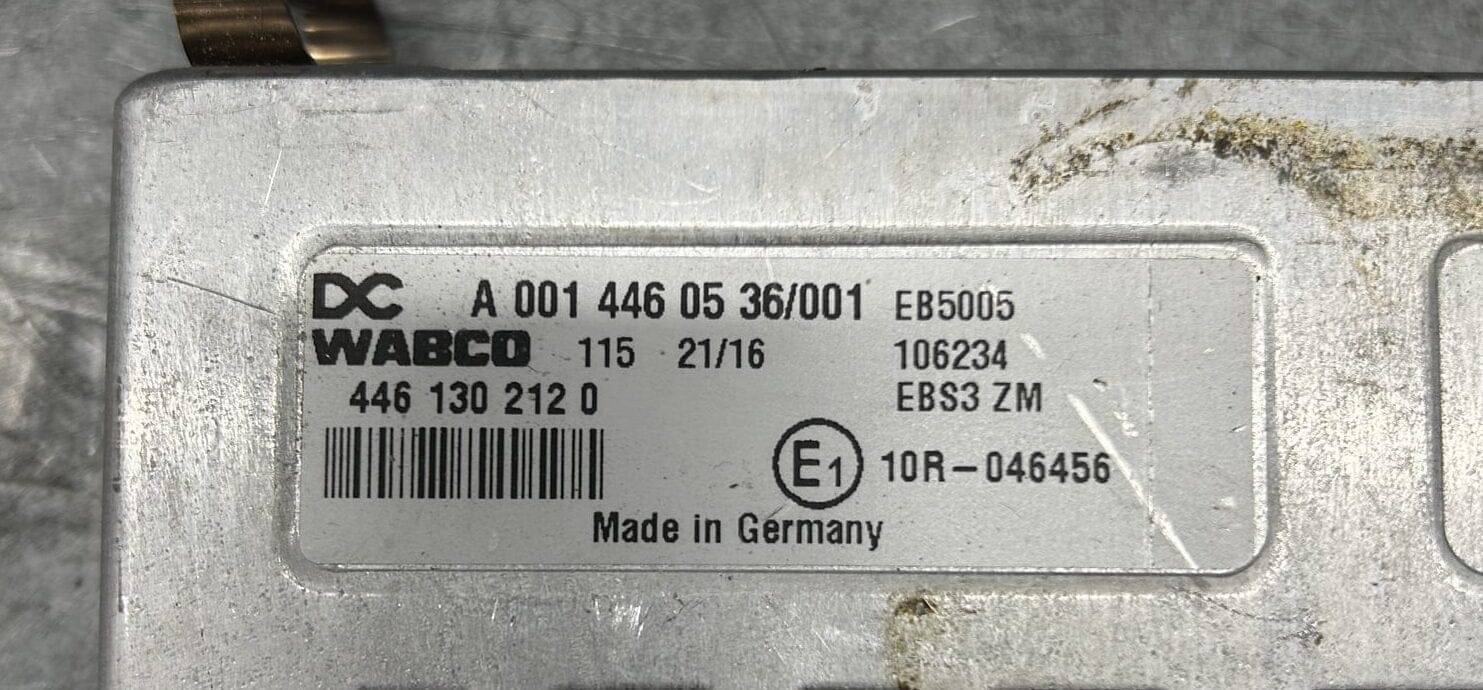 DC A 001 446 05 36/001 EB5005
WABCO 115 21/16 106234
446 130 212 0 EBS3 ZM
E1 10R-046456
Made in Germany